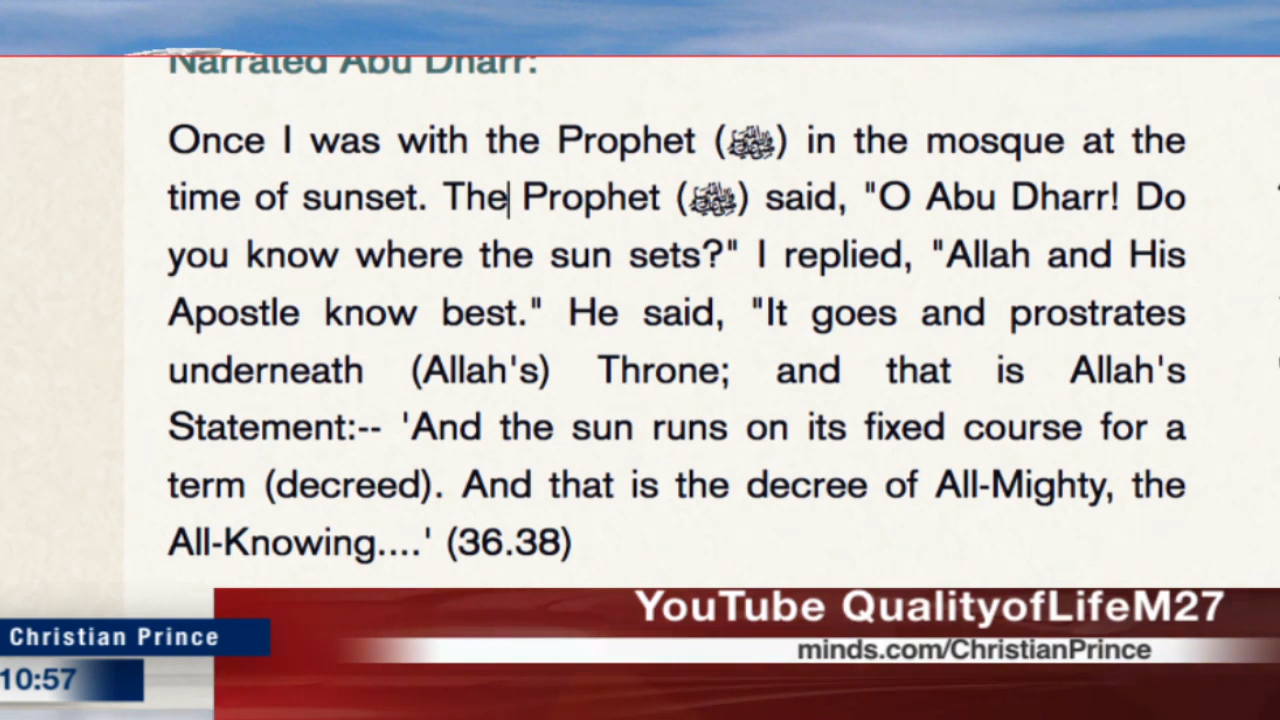 Narrated Abu Dharr:
Once I was with the Prophet (ﷺ) in the mosque at the
time of sunset. The Prophet (ﷺ) said, "O Abu Dharr! Do
you know where the sun sets?" I replied, "Allah and His
Apostle know best." He said, "It goes and prostrates
underneath (Allah's) Throne; and that is Allah's
Statement:-- 'And the sun runs on its fixed course for a
term (decreed). And that is the decree of All-Mighty, the
All-Knowing....' (36.38)
YouTube QualityofLifeM27
Christian Prince
minds.com/ChristianPrince
10:57